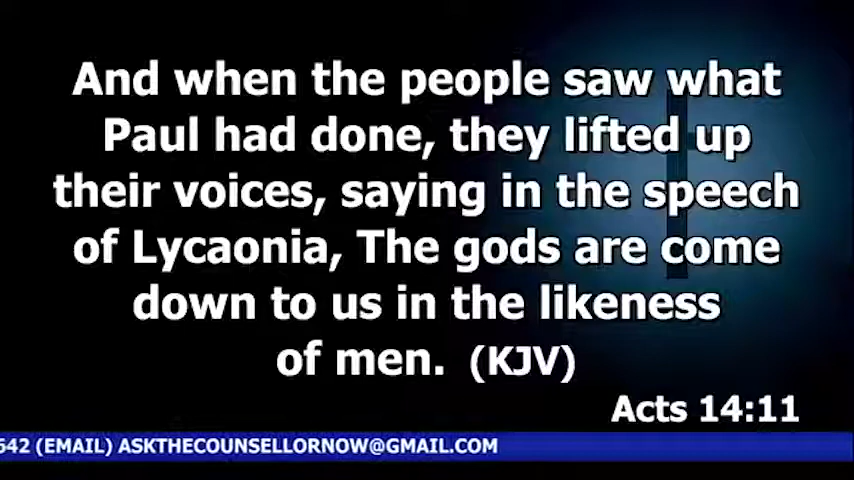 And when the people saw what
Paul had done, they lifted up
their voices, saying in the speech
of Lycaonia, The gods are come
down to us in the likeness
of men. (KJV)
Acts 14:11
642 (EMAIL) ASKTHECOUNSELLORNOW@GMAIL.COM